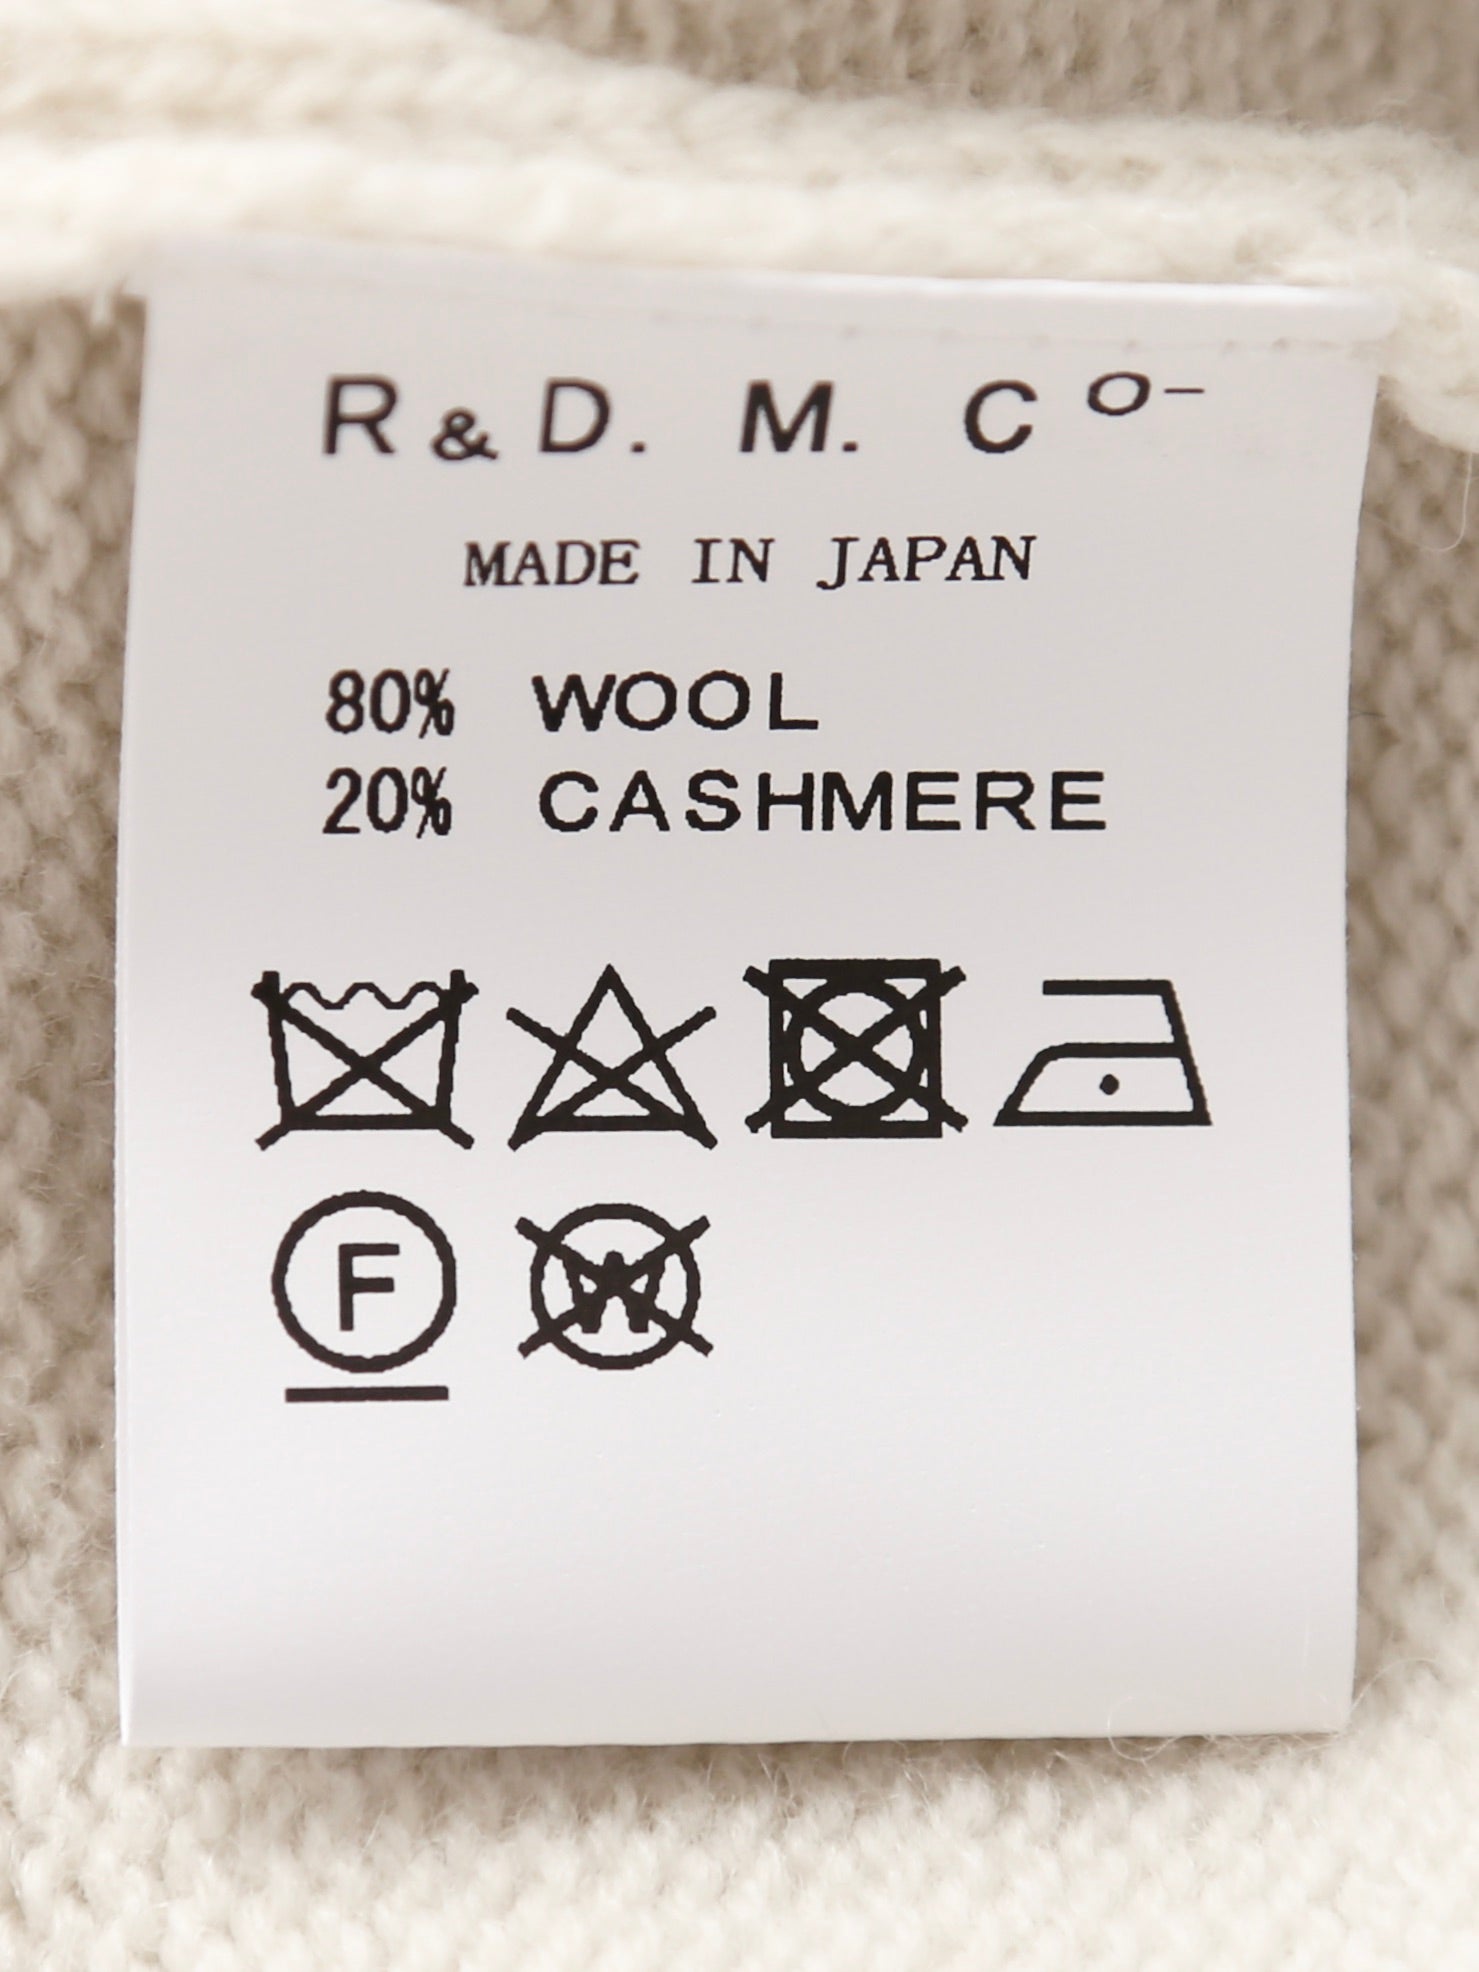 R & D. M. Co-
MADE IN JAPAN
80% WOOL
20% CASHMERE
F
W